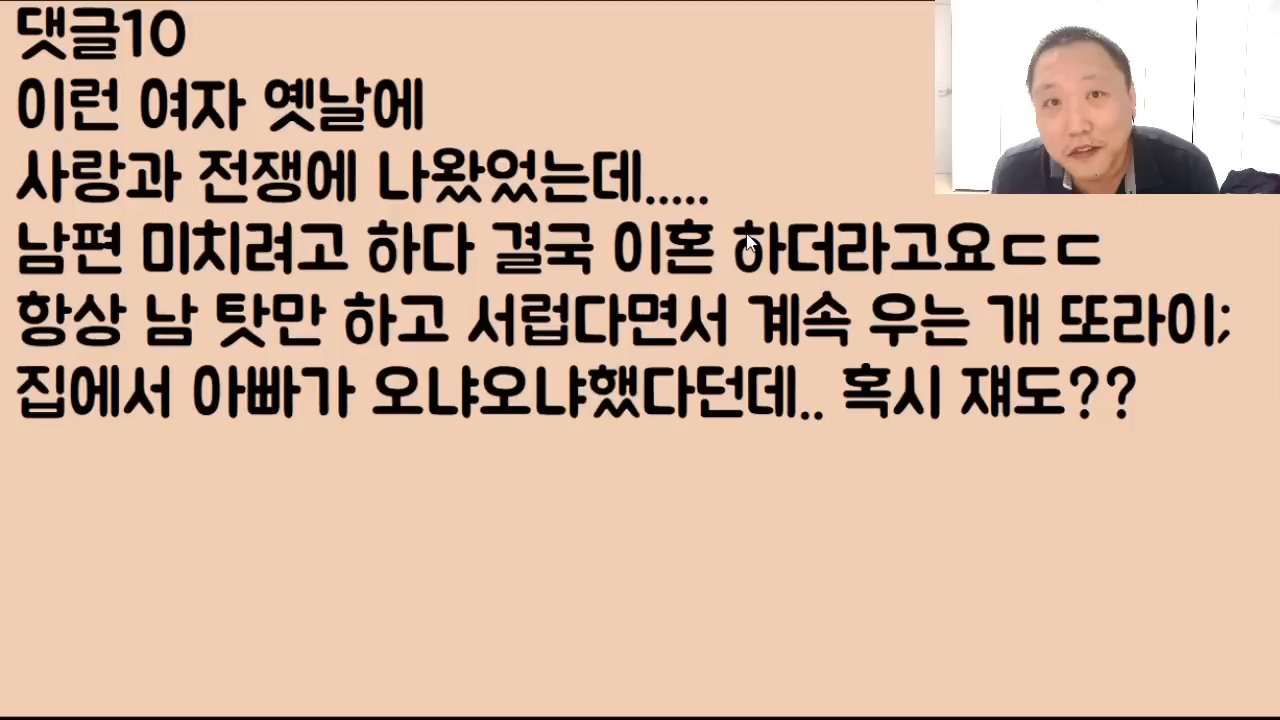 댓글10
이런 여자 옛날에
사랑과 전쟁에 나왔었는데.....
남편 미치려고 하다 결국 이혼 하더라고요ㄷㄷ
항상 남 탓만 하고 서럽다면서 계속 우는 개 또라이;
집에서 아빠가 오냐오냐했다던데.. 혹시 쟤도??